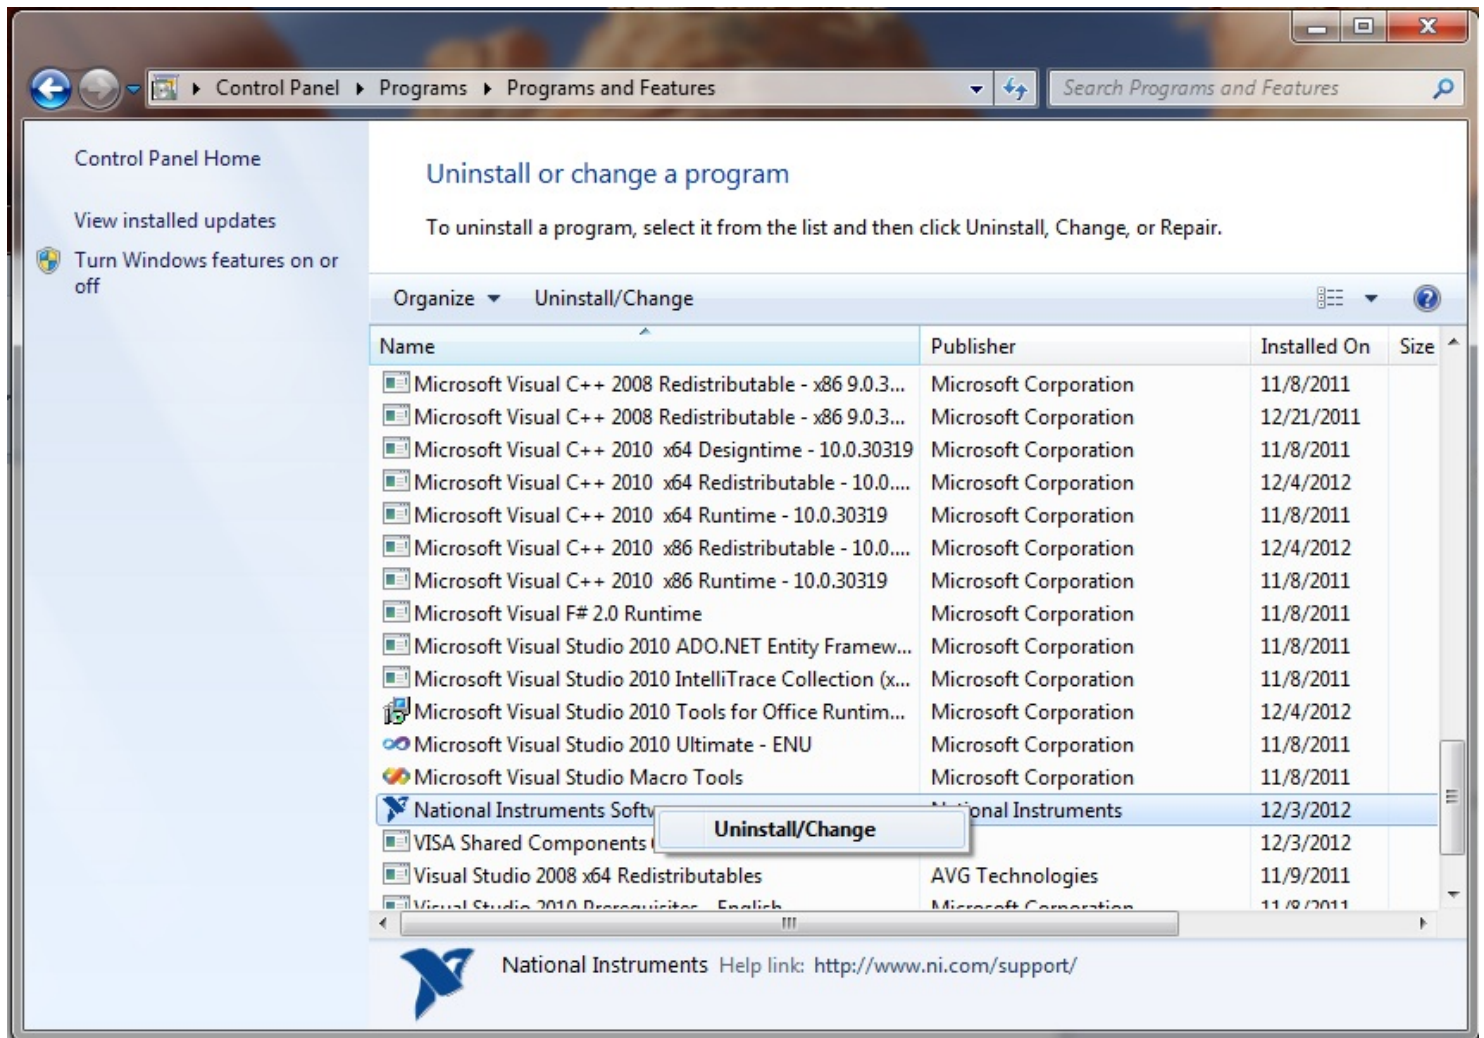 Control Panel Programs Programs and Features
Search Programs and Features
Control Panel Home
View installed updates
Turn Windows features on or
off
Uninstall or change a program
To uninstall a program, select it from the list and then click Uninstall, Change, or Repair.
Organize Uninstall/Change
Name Publisher Installed On Size
Microsoft Visual C++ 2008 Redistributable - x86 9.0.3... Microsoft Corporation 11/8/2011
Microsoft Visual C++ 2008 Redistributable - x86 9.0.3... Microsoft Corporation 12/21/2011
Microsoft Visual C++ 2010 x64 Designtime - 10.0.30319 Microsoft Corporation 11/8/2011
Microsoft Visual C++ 2010 x64 Redistributable - 10.0.... Microsoft Corporation 12/4/2012
Microsoft Visual C++ 2010 x64 Runtime - 10.0.30319 Microsoft Corporation 11/8/2011
Microsoft Visual C++ 2010 x86 Redistributable - 10.0.... Microsoft Corporation 12/4/2012
Microsoft Visual C++ 2010 x86 Runtime - 10.0.30319 Microsoft Corporation 11/8/2011
Microsoft Visual F# 2.0 Runtime Microsoft Corporation 11/8/2011
Microsoft Visual Studio 2010 ADO.NET Entity Framew... Microsoft Corporation 11/8/2011
Microsoft Visual Studio 2010 IntelliTrace Collection (x... Microsoft Corporation 11/8/2011
Microsoft Visual Studio 2010 Tools for Office Runtim... Microsoft Corporation 12/4/2012
Microsoft Visual Studio 2010 Ultimate - ENU Microsoft Corporation 11/8/2011
Microsoft Visual Studio Macro Tools Microsoft Corporation 11/8/2011
National Instruments Instruments 12/3/2012
Uninstall/Change
VISA Shared Components 12/3/2012
Visual Studio 2008 x64 Redistributables AVG Technologies 11/9/2011
Visual Studio 2010 Prerequisites - English Microsoft Corporation 11/8/2011
National Instruments Help link: http://www.ni.com/support/